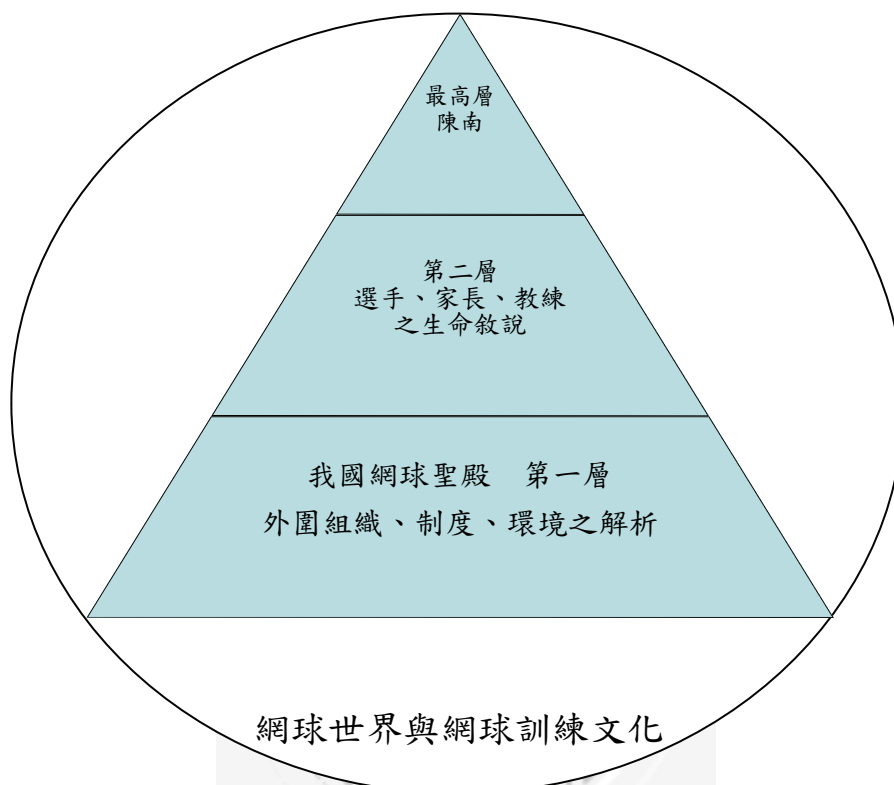 最高層
陳南
第二層
選手、家長、教練
之生命敘說
我國網球聖殿　第一層
外圍組織、制度、環境之解析
網球世界與網球訓練文化